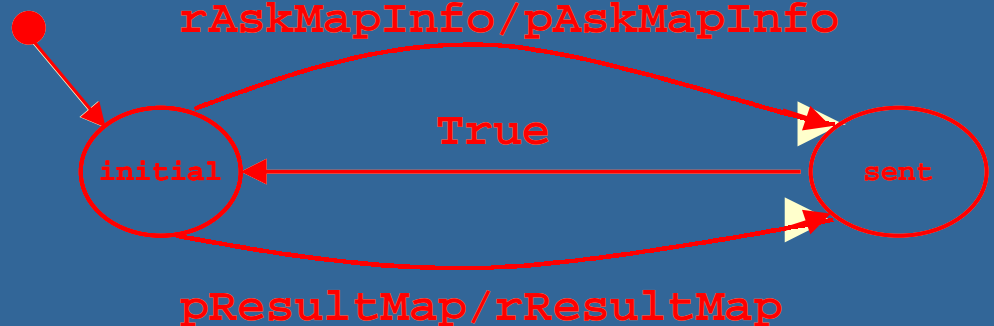 rAskMapInfo/pAskMapInfo
True
initial
sent
pResultMap/rResultMap